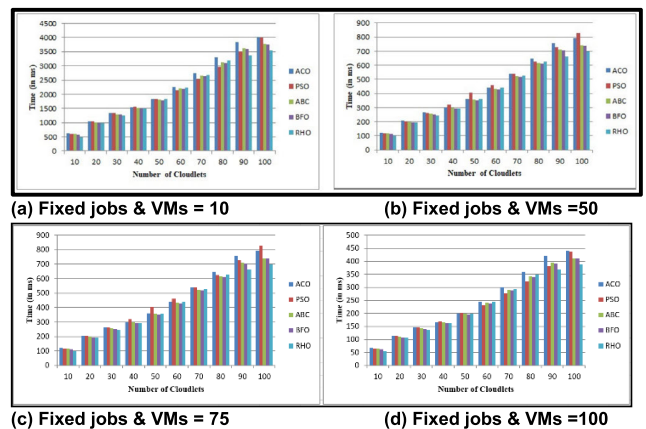 4500
4000
3500
3000
2500
2000
1500
1000
500
0
Time (in ms)
10 20 30 40 50 60 70 80 90 100
Number of Cloudlets
ACO
PSO
ABC
BFO
RHO
900
800
700
600
500
400
300
200
100
0
Time (in ms)
10 20 30 40 50 60 70 80 90 100
Number of Cloudlets
ACO
PSO
ABC
BFO
RHO
(a) Fixed jobs & VMs = 10
(b) Fixed jobs & VMs =50
900
800
700
600
500
400
300
200
100
0
Time (in ms)
10 20 30 40 50 60 70 80 90 100
Number of Cloudlets
ACO
PSO
ABC
BFO
RHO
500
450
400
350
300
250
200
150
100
50
0
Time (in ms)
10 20 30 40 50 60 70 80 90 100
Number of Cloudlets
ACO
PSO
ABC
BFO
RHO
(c) Fixed jobs & VMs = 75
(d) Fixed jobs & VMs =100